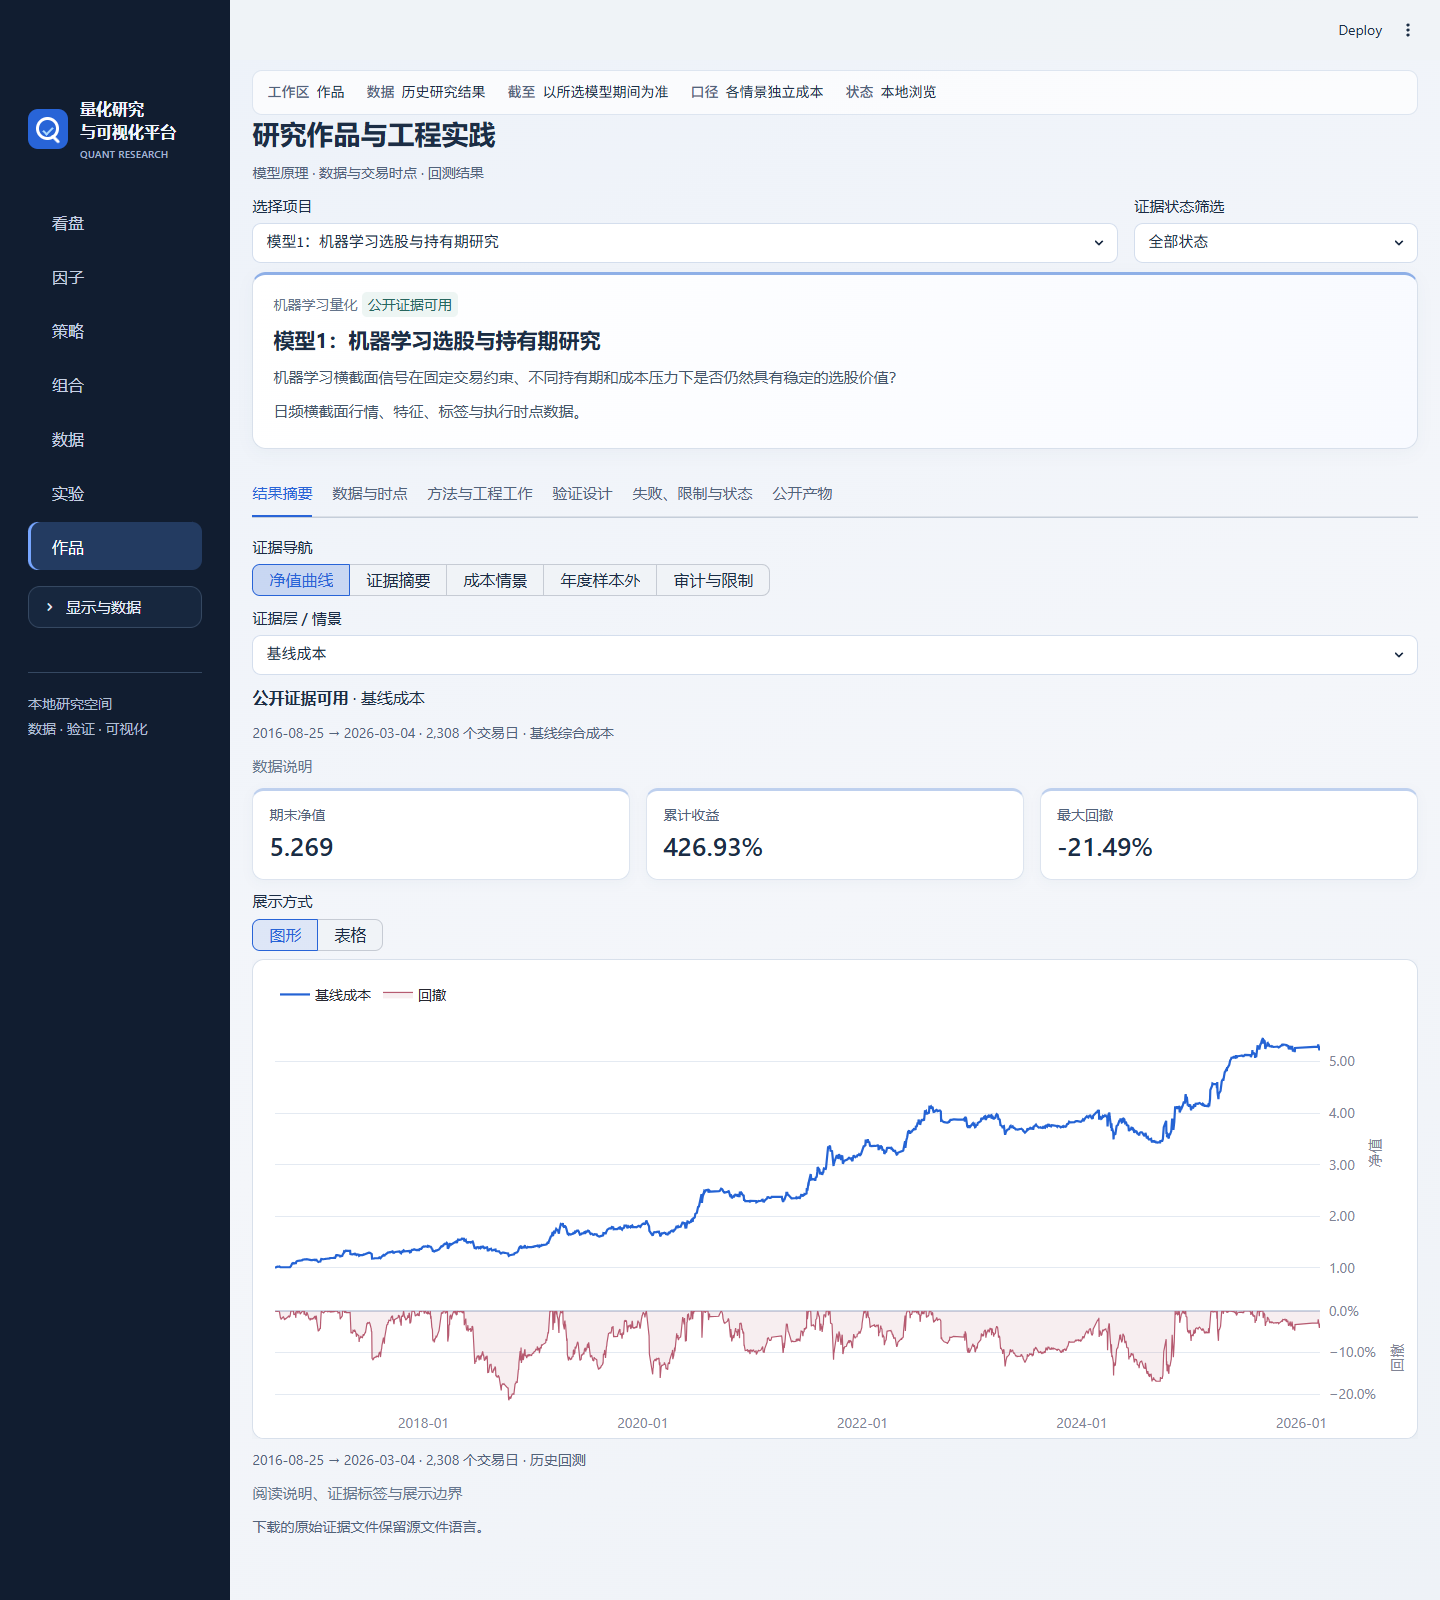 Deploy
量化研究
与可视化平台
QUANT RESEARCH
看盘
因子
策略
组合
数据
实验
作品
显示与数据
本地研究空间
数据 · 验证 · 可视化
工作区 作品 数据 历史研究结果 截至 以所选模型期间为准 口径 各情景独立成本 状态 本地浏览
研究作品与工程实践
模型原理 · 数据与交易时点 · 回测结果
选择项目 证据状态筛选
模型1：机器学习选股与持有期研究 全部状态
机器学习量化 公开证据可用
模型1：机器学习选股与持有期研究
机器学习横截面信号在固定交易约束、不同持有期和成本压力下是否仍然具有稳定的选股价值？
日频横截面行情、特征、标签与执行时点数据。
结果摘要 数据与时点 方法与工程工作 验证设计 失败、限制与状态 公开产物
证据导航
净值曲线 证据摘要 成本情景 年度样本外 审计与限制
证据层 / 情景
基线成本
公开证据可用 · 基线成本
2016-08-25 → 2026-03-04 · 2,308 个交易日 · 基线综合成本
数据说明
期末净值 累计收益 最大回撤
5.269 426.93% -21.49%
展示方式
图形 表格
基线成本 回撤
5.00
4.00
3.00
2.00
1.00
净值
0.0%
−10.0%
−20.0%
回撤
2018-01 2020-01 2022-01 2024-01 2026-01
2016-08-25 → 2026-03-04 · 2,308 个交易日 · 历史回测
阅读说明、证据标签与展示边界
下载的原始证据文件保留源文件语言。